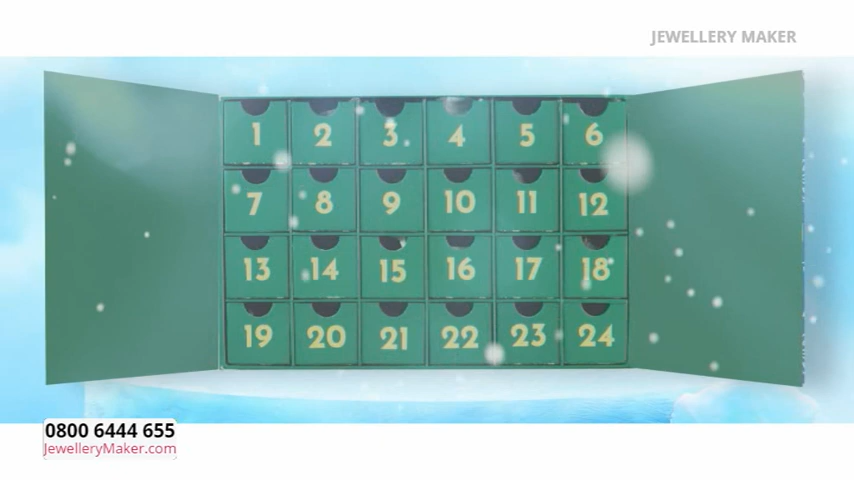 JEWELLERY MAKER
1 2 3 4 5 6
7 8 9 10 11 12
13 14 15 16 17 18
19 20 21 22 23 24
0800 6444 655
JewelleryMaker.com